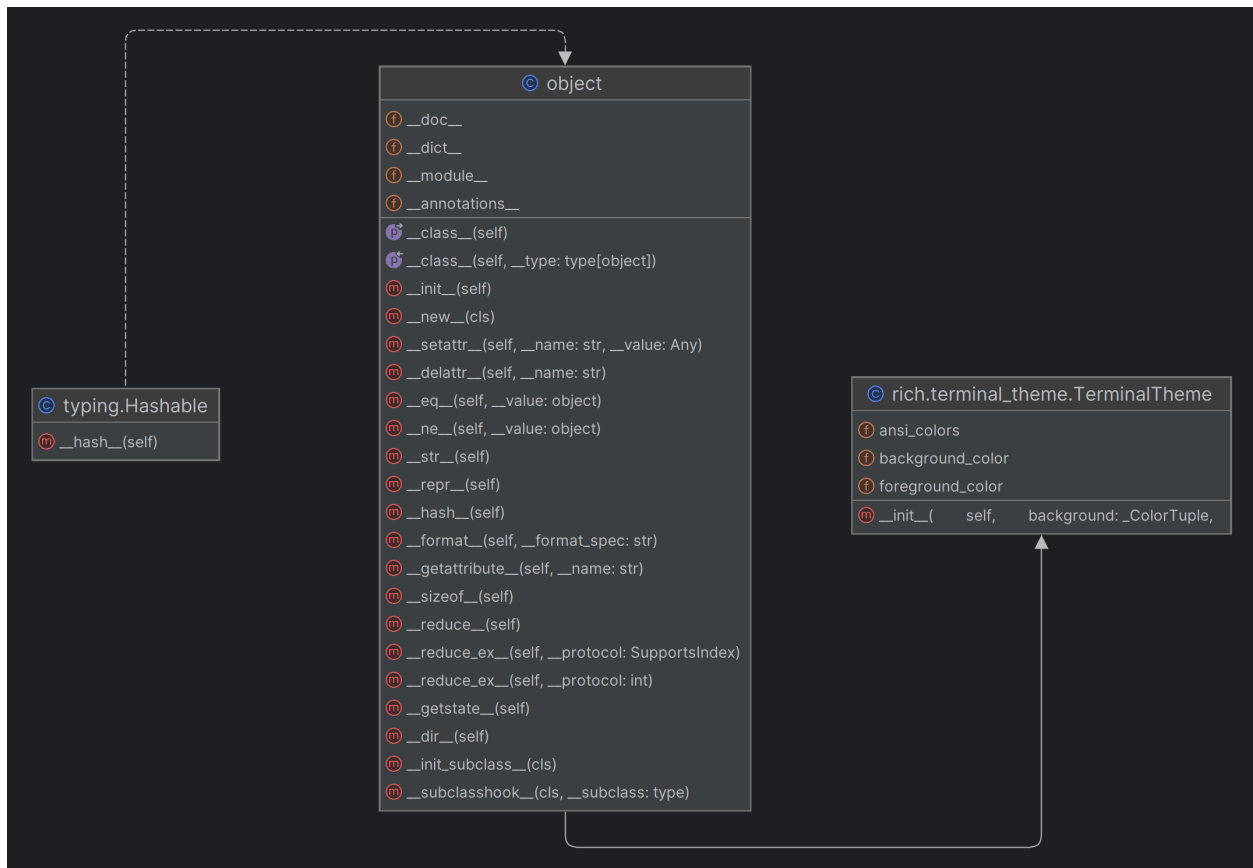 object
__doc__
__dict__
__module__
__annotations__
__class__(self)
__class__(self, __type: type[object])
__init__(self)
__new__(cls)
__setattr__(self, __name: str, __value: Any)
__delattr__(self, __name: str)
__eq__(self, __value: object)
__ne__(self, __value: object)
__str__(self)
__repr__(self)
__hash__(self)
__format__(self, __format_spec: str)
__getattribute__(self, __name: str)
__sizeof__(self)
__reduce__(self)
__reduce_ex__(self, __protocol: SupportsIndex)
__reduce_ex__(self, __protocol: int)
__getstate__(self)
__dir__(self)
__init_subclass__(cls)
__subclasshook__(cls, __subclass: type)
typing.Hashable
__hash__(self)
rich.terminal_theme.TerminalTheme
ansi_colors
background_color
foreground_color
__init__(        self,        background: _ColorTuple,